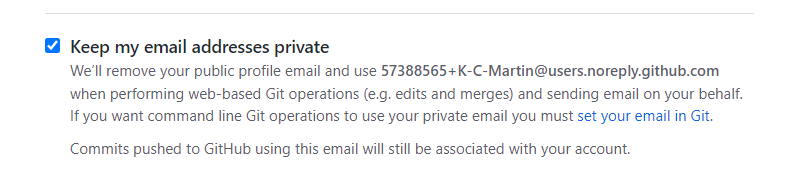 Keep my email addresses private
We’ll remove your public profile email and use 57388565+K-C-Martin@users.noreply.github.com
when performing web-based Git operations (e.g. edits and merges) and sending email on your behalf.
If you want command line Git operations to use your private email you must set your email in Git.
Commits pushed to GitHub using this email will still be associated with your account.